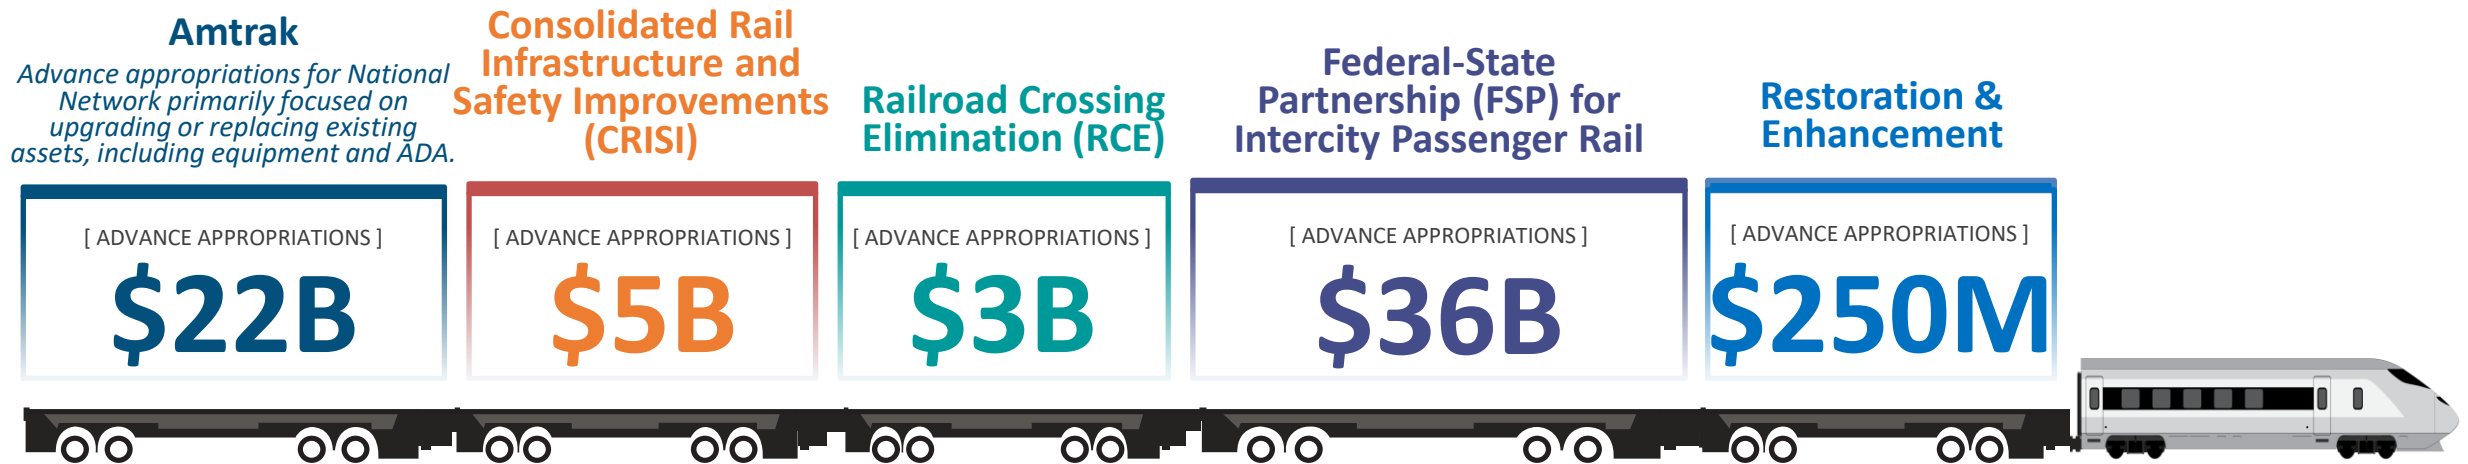 Amtrak
Advance appropriations for National
Network primarily focused on
upgrading or replacing existing
assets, including equipment and ADA.
[ ADVANCE APPROPRIATIONS ]
$22B
Consolidated Rail
Infrastructure and
Safety Improvements
(CRISI)
[ ADVANCE APPROPRIATIONS ]
$5B
Railroad Crossing
Elimination (RCE)
[ ADVANCE APPROPRIATIONS ]
$3B
Federal-State
Partnership (FSP) for
Intercity Passenger Rail
[ ADVANCE APPROPRIATIONS ]
$36B
Restoration &
Enhancement
[ ADVANCE APPROPRIATIONS ]
$250M